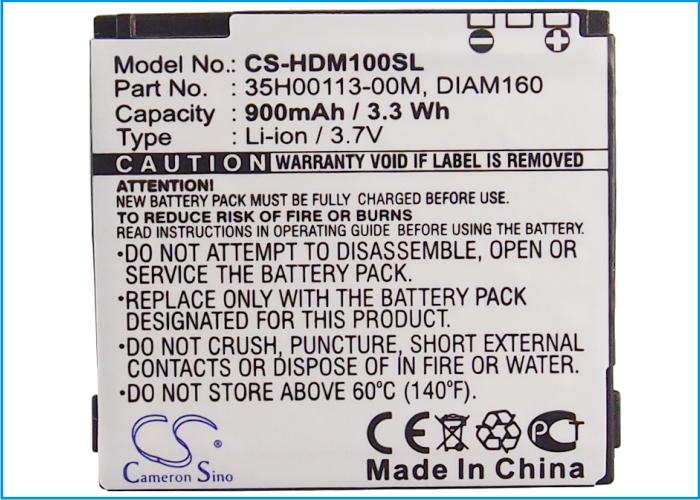 Model No.: CS-HDM100SL
Part No. : 35H00113-00M, DIAM160
Capacity : 900mAh / 3.3 Wh
Type : Li-ion / 3.7V
CAUTION WARRANTY VOID IF LABEL IS REMOVED
ATTENTION!
NEW BATTERY PACK MUST BE FULLY CHARGED BEFORE USE.
TO REDUCE RISK OF FIRE OR BURNS
READ INSTRUCTIONS IN OPERATING GUIDE BEFORE USING BATTERY.
•DO NOT ATTEMPT TO DISASSEMBLE, OPEN OR
SERVICE THE BATTERY PACK.
•REPLACE ONLY WITH THE BATTERY PACK
DESIGNATED FOR THIS PRODUCT.
•DO NOT CRUSH, PUNCTURE, SHORT EXTERNAL
CONTACTS OR DISPOSE OF IN FIRE OR WATER.
•DO NOT STORE ABOVE 60°C (140°F).
CS
Cameron Sino
CE PCT
Made in China